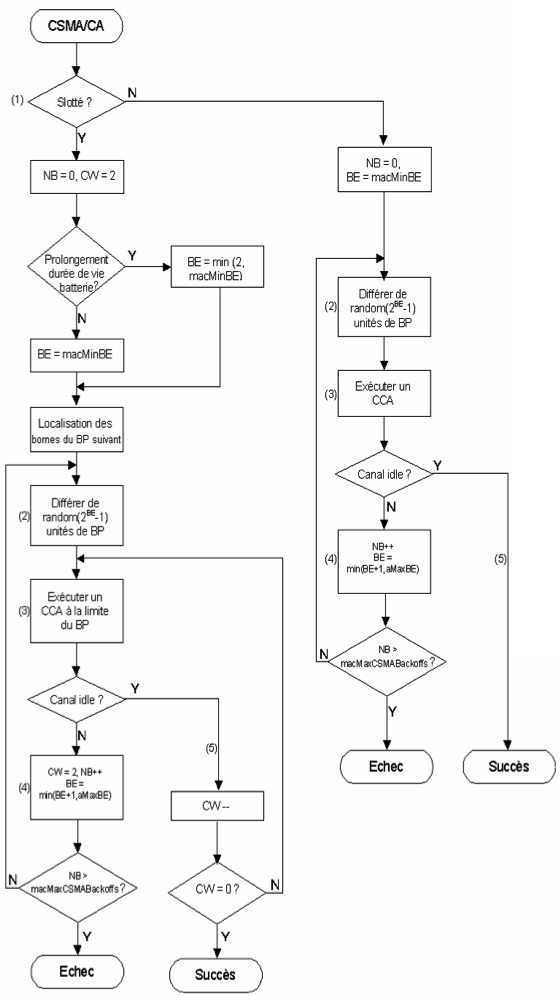 CSMA/CA
(1)
Slotté ?
N
Y
NB = 0, CW = 2
Prolongement
durée de vie
batterie?
Y
BE = min (2,
macMinBE)
N
BE = macMinBE
Localisation des
bornes du BP suivant
(2)
Différer de
random(2^BE-1)
unités de BP
(3)
Exécuter un
CCA à la limite
du BP
Canal idle ?
Y
N
(5)
(4)
CW = 2, NB++
BE =
min(BE+1,aMaxBE)
CW --
N
NB >
macMaxCSMABackoffs ?
Y
CW = 0 ?
N
Y
Echec
Succès
NB = 0,
BE = macMinBE
(2)
Différer de
random(2^BE-1)
unités de BP
(3)
Exécuter un
CCA
Canal idle ?
Y
N
(4)
NB++
BE =
min(BE+1,aMaxBE)
(5)
N
NB >
macMaxCSMABackoffs ?
Y
Echec
Succès